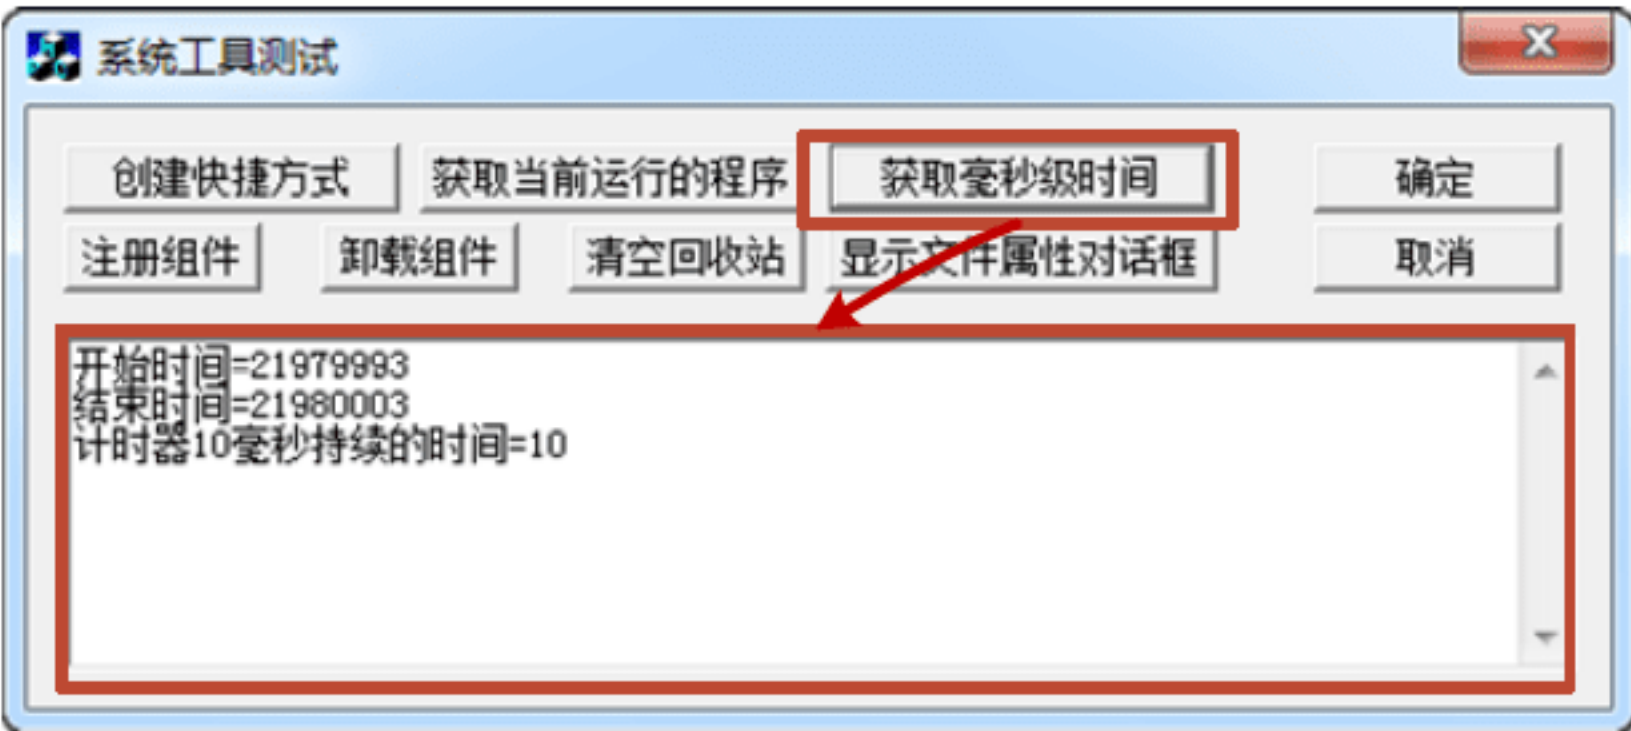 系统工具测试
创建快捷方式 获取当前运行的程序 获取毫秒级时间 确定
注册组件 卸载组件 清空回收站 显示文件属性对话框 取消
开始时间=21979993
结束时间=21980003
计时器10毫秒持续的时间=10